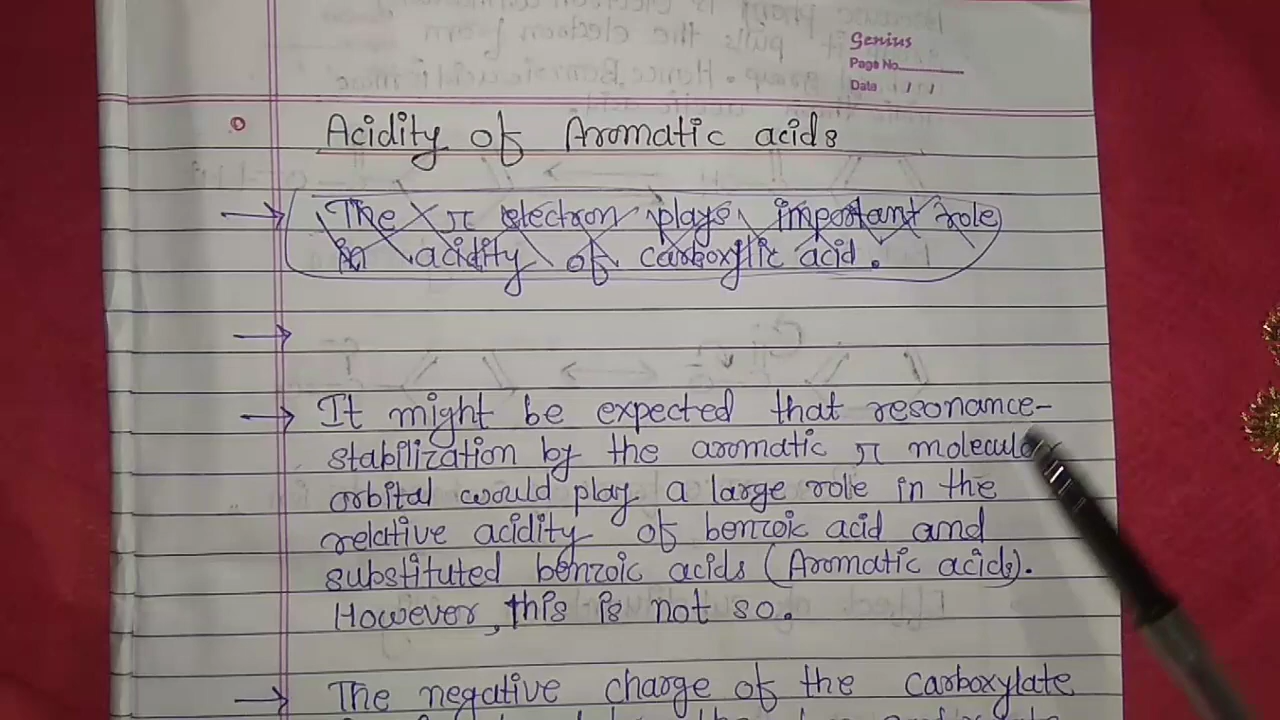 Genius
Page No.
Date / /
Acidity of Aromatic acids
The π electron plays important role
in acidity of carboxylic acid.
It might be expected that resonance-
stabilization by the aromatic π molecular
orbital would play a large role in the
relative acidity of benzoic acid and
substituted benzoic acids (Aromatic acids).
However, this is not so.
The negative charge of the carboxylate